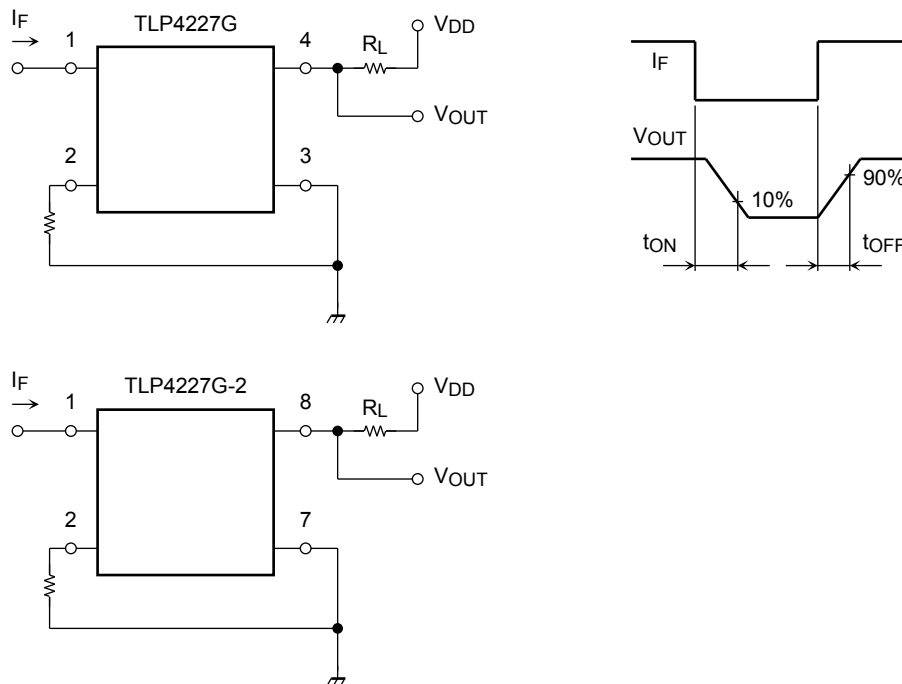 IF
TLP4227G
1
4
RL
VDD
VOUT
2
3
IF
VOUT
10%
90%
tON
tOFF
IF
TLP4227G-2
1
8
RL
VDD
VOUT
2
7